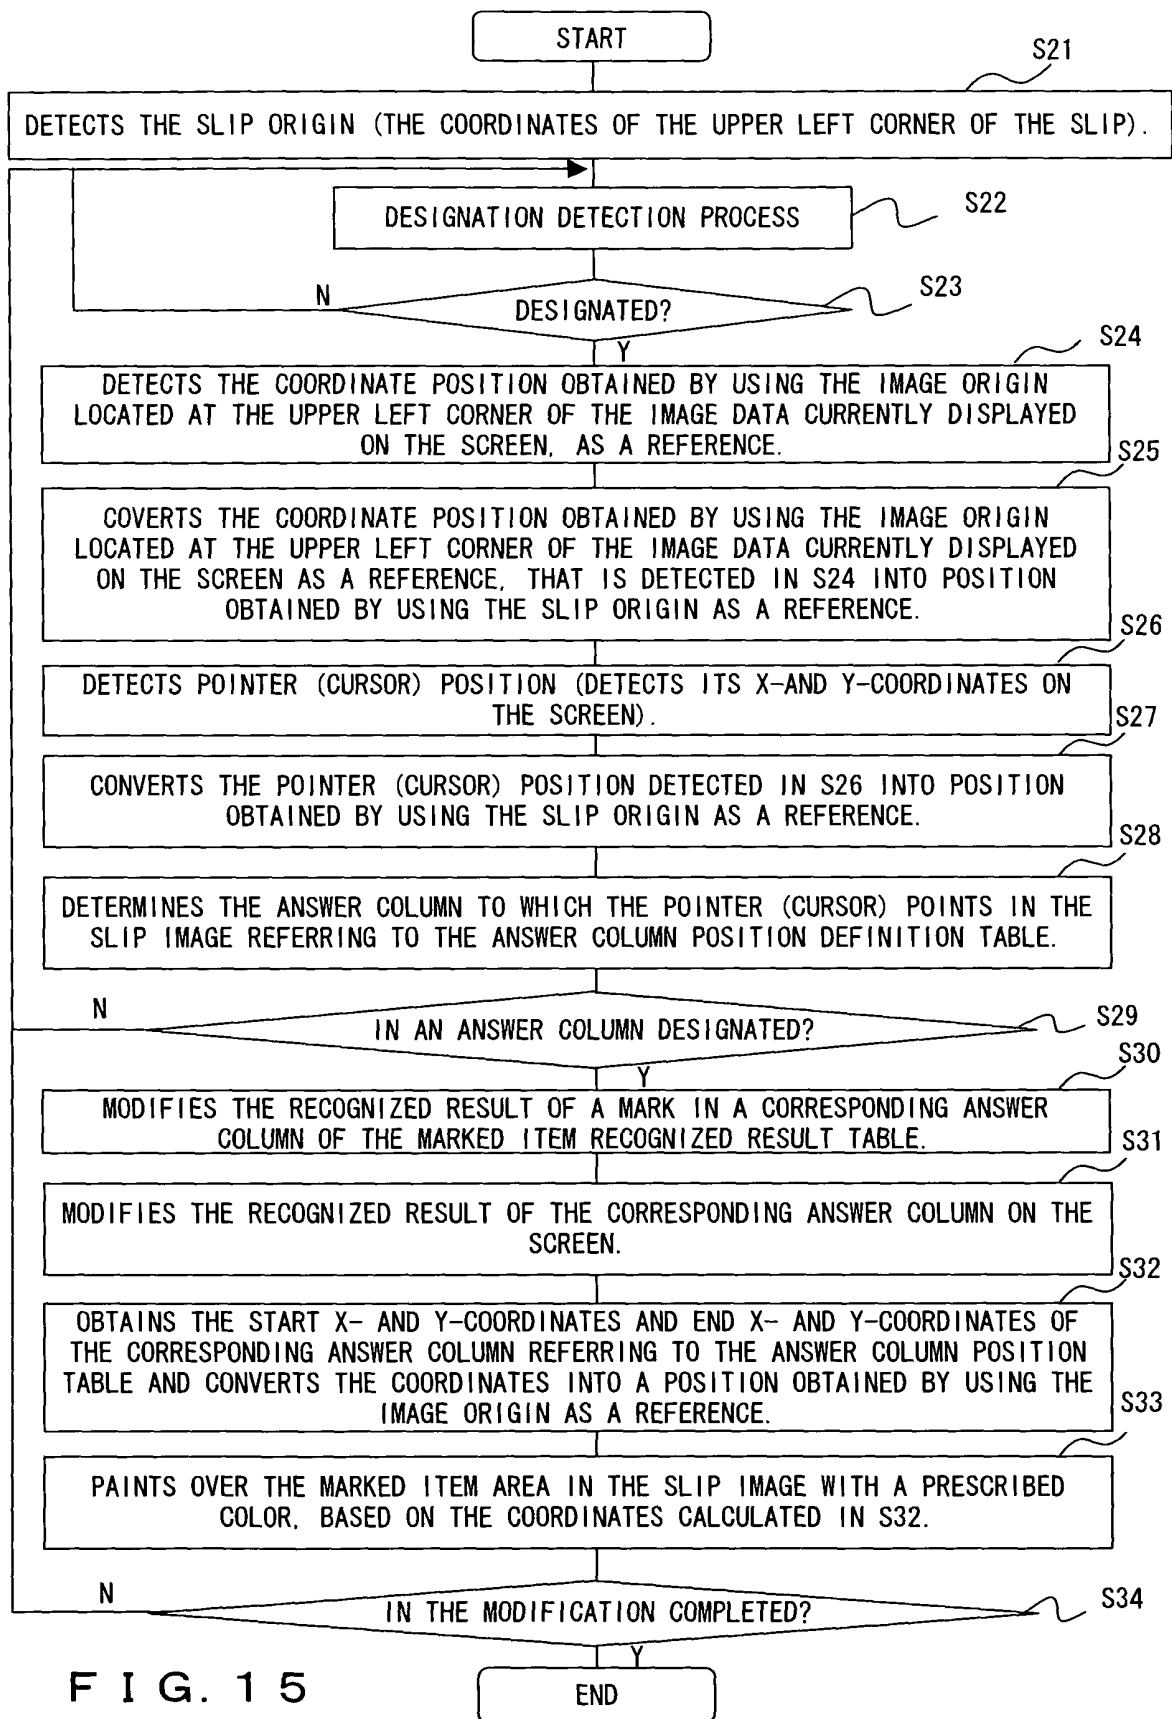 START
S21
DETECTS THE SLIP ORIGIN (THE COORDINATES OF THE UPPER LEFT CORNER OF THE SLIP).
DESIGNATION DETECTION PROCESS
S22
N
DESIGNATED?
S23
Y
S24
DETECTS THE COORDINATE POSITION OBTAINED BY USING THE IMAGE ORIGIN
LOCATED AT THE UPPER LEFT CORNER OF THE IMAGE DATA CURRENTLY DISPLAYED
ON THE SCREEN, AS A REFERENCE.
S25
COVERTS THE COORDINATE POSITION OBTAINED BY USING THE IMAGE ORIGIN
LOCATED AT THE UPPER LEFT CORNER OF THE IMAGE DATA CURRENTLY DISPLAYED
ON THE SCREEN AS A REFERENCE, THAT IS DETECTED IN S24 INTO POSITION
OBTAINED BY USING THE SLIP ORIGIN AS A REFERENCE.
S26
DETECTS POINTER (CURSOR) POSITION (DETECTS ITS X-AND Y-COORDINATES ON
THE SCREEN).
S27
CONVERTS THE POINTER (CURSOR) POSITION DETECTED IN S26 INTO POSITION
OBTAINED BY USING THE SLIP ORIGIN AS A REFERENCE.
S28
DETERMINES THE ANSWER COLUMN TO WHICH THE POINTER (CURSOR) POINTS IN THE
SLIP IMAGE REFERRING TO THE ANSWER COLUMN POSITION DEFINITION TABLE.
N
IN AN ANSWER COLUMN DESIGNATED?
S29
Y
S30
MODIFIES THE RECOGNIZED RESULT OF A MARK IN A CORRESPONDING ANSWER
COLUMN OF THE MARKED ITEM RECOGNIZED RESULT TABLE.
S31
MODIFIES THE RECOGNIZED RESULT OF THE CORRESPONDING ANSWER COLUMN ON THE
SCREEN.
S32
OBTAINS THE START X- AND Y-COORDINATES AND END X- AND Y-COORDINATES OF
THE CORRESPONDING ANSWER COLUMN REFERRING TO THE ANSWER COLUMN POSITION
TABLE AND CONVERTS THE COORDINATES INTO A POSITION OBTAINED BY USING THE
IMAGE ORIGIN AS A REFERENCE.
S33
PAINTS OVER THE MARKED ITEM AREA IN THE SLIP IMAGE WITH A PRESCRIBED
COLOR, BASED ON THE COORDINATES CALCULATED IN S32.
N
IN THE MODIFICATION COMPLETED?
S34
Y
END
FIG. 15